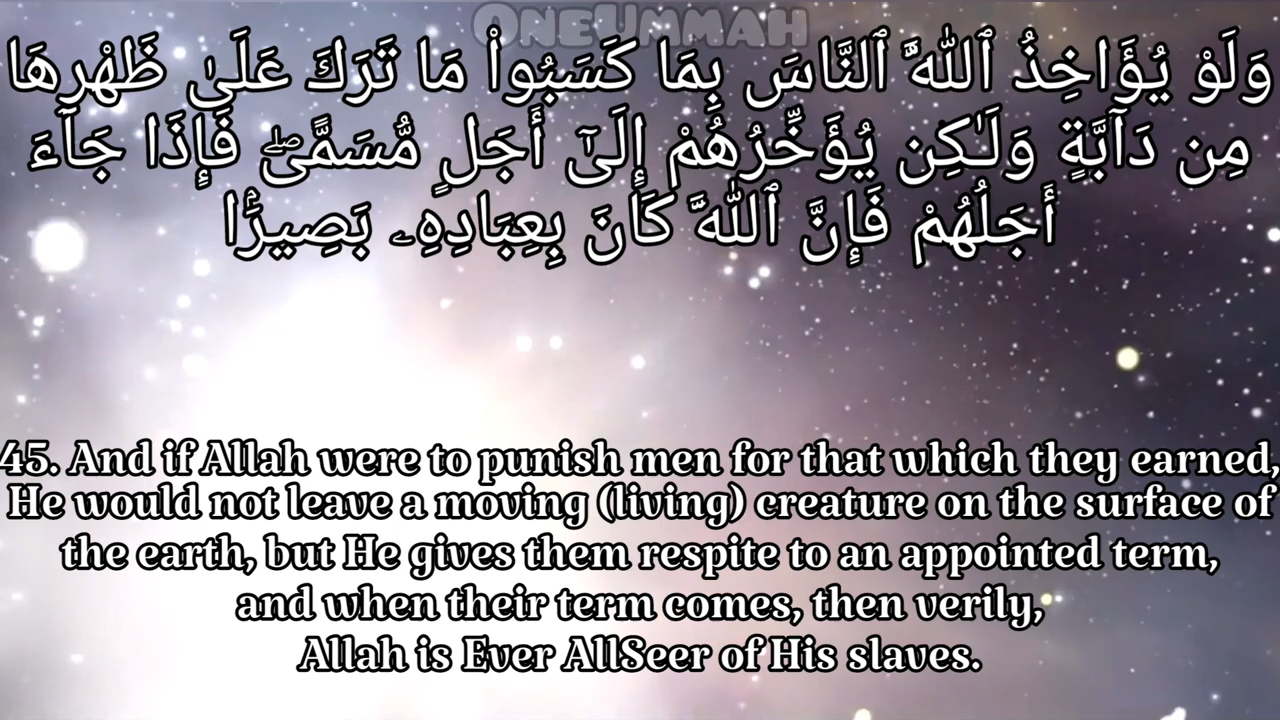 OneUmmah
وَلَوْ يُؤَاخِذُ ٱللَّهُ ٱلنَّاسَ بِمَا كَسَبُوا۟ مَا تَرَكَ عَلَىٰ ظَهْرِهَا
مِن دَآبَّةٍ وَلَـٰكِن يُؤَخِّرُهُمْ إِلَىٰٓ أَجَلٍ مُّسَمًّى ۖ فَإِذَا جَآءَ
أَجَلُهُمْ فَإِنَّ ٱللَّهَ كَانَ بِعِبَادِهِۦ بَصِيرًۢا
45. And if Allah were to punish men for that which they earned,
He would not leave a moving (living) creature on the surface of
the earth, but He gives them respite to an appointed term,
and when their term comes, then verily,
Allah is Ever AllSeer of His slaves.